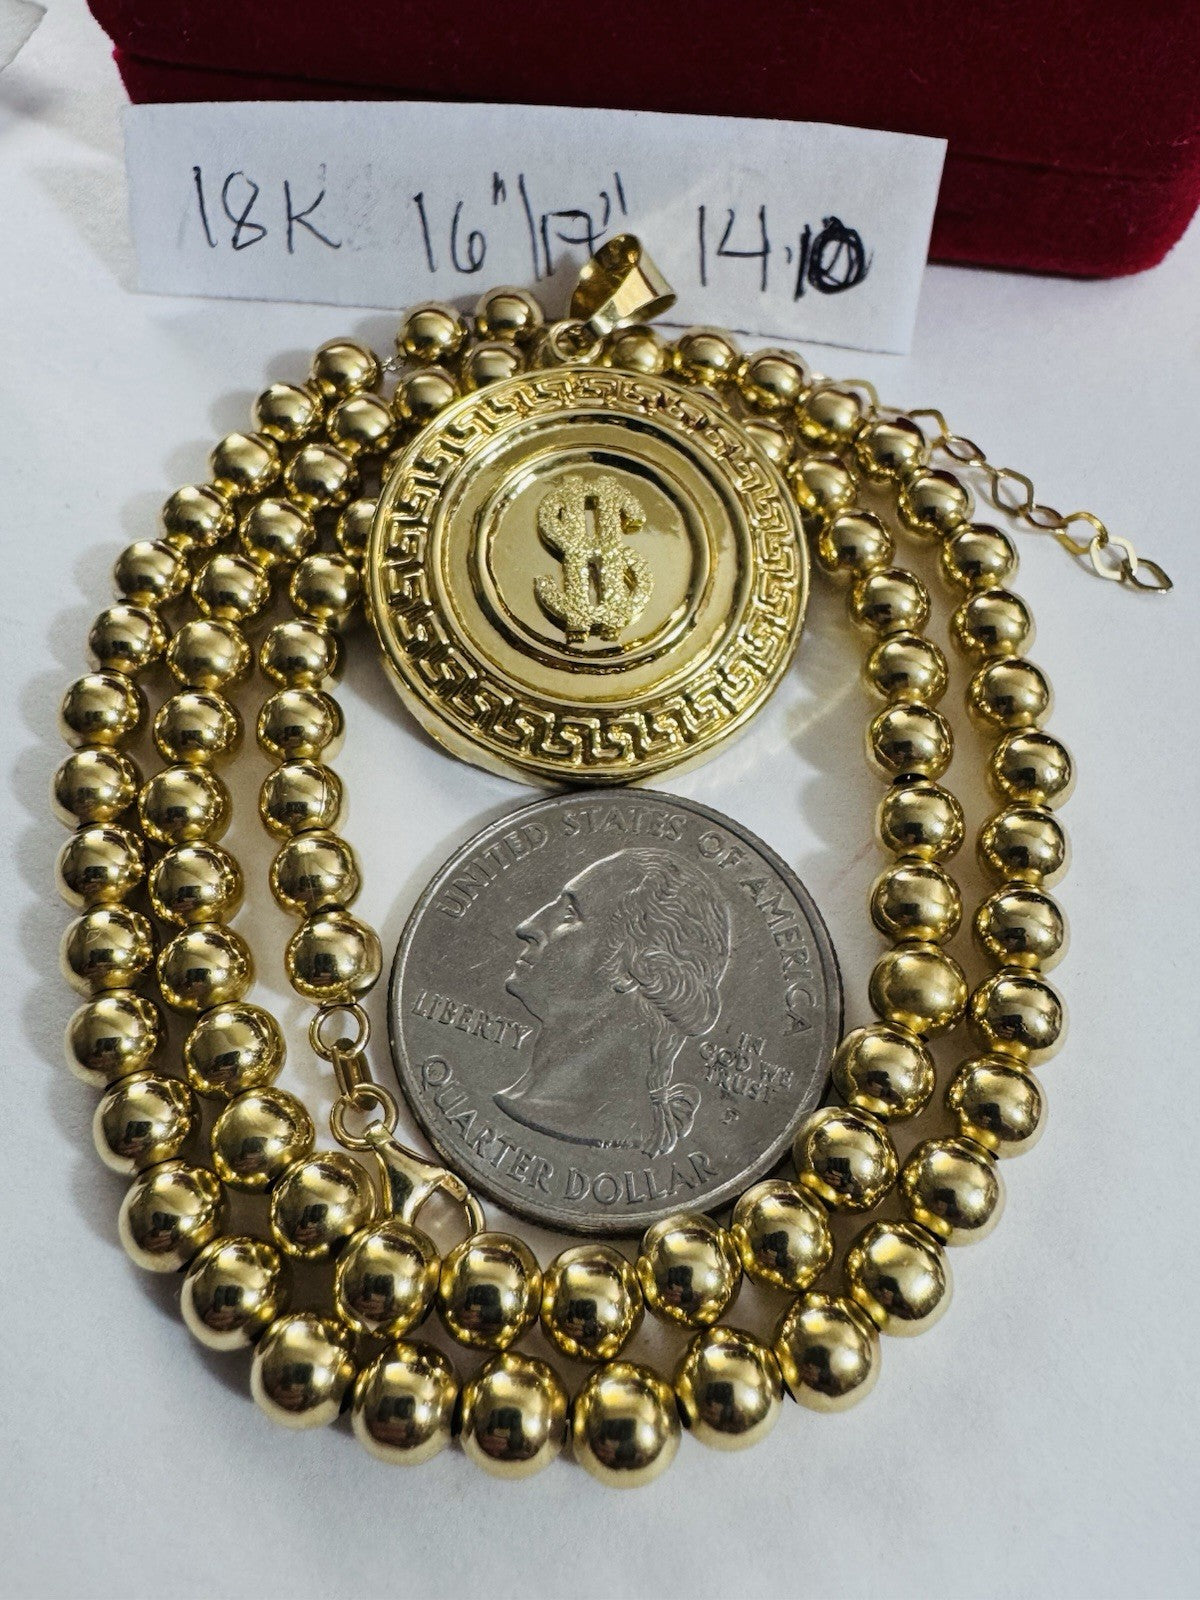 18K 16"/17" 14.10
$
UNITED STATES OF AMERICA
LIBERTY
IN
GOD WE
TRUST
S
QUARTER DOLLAR